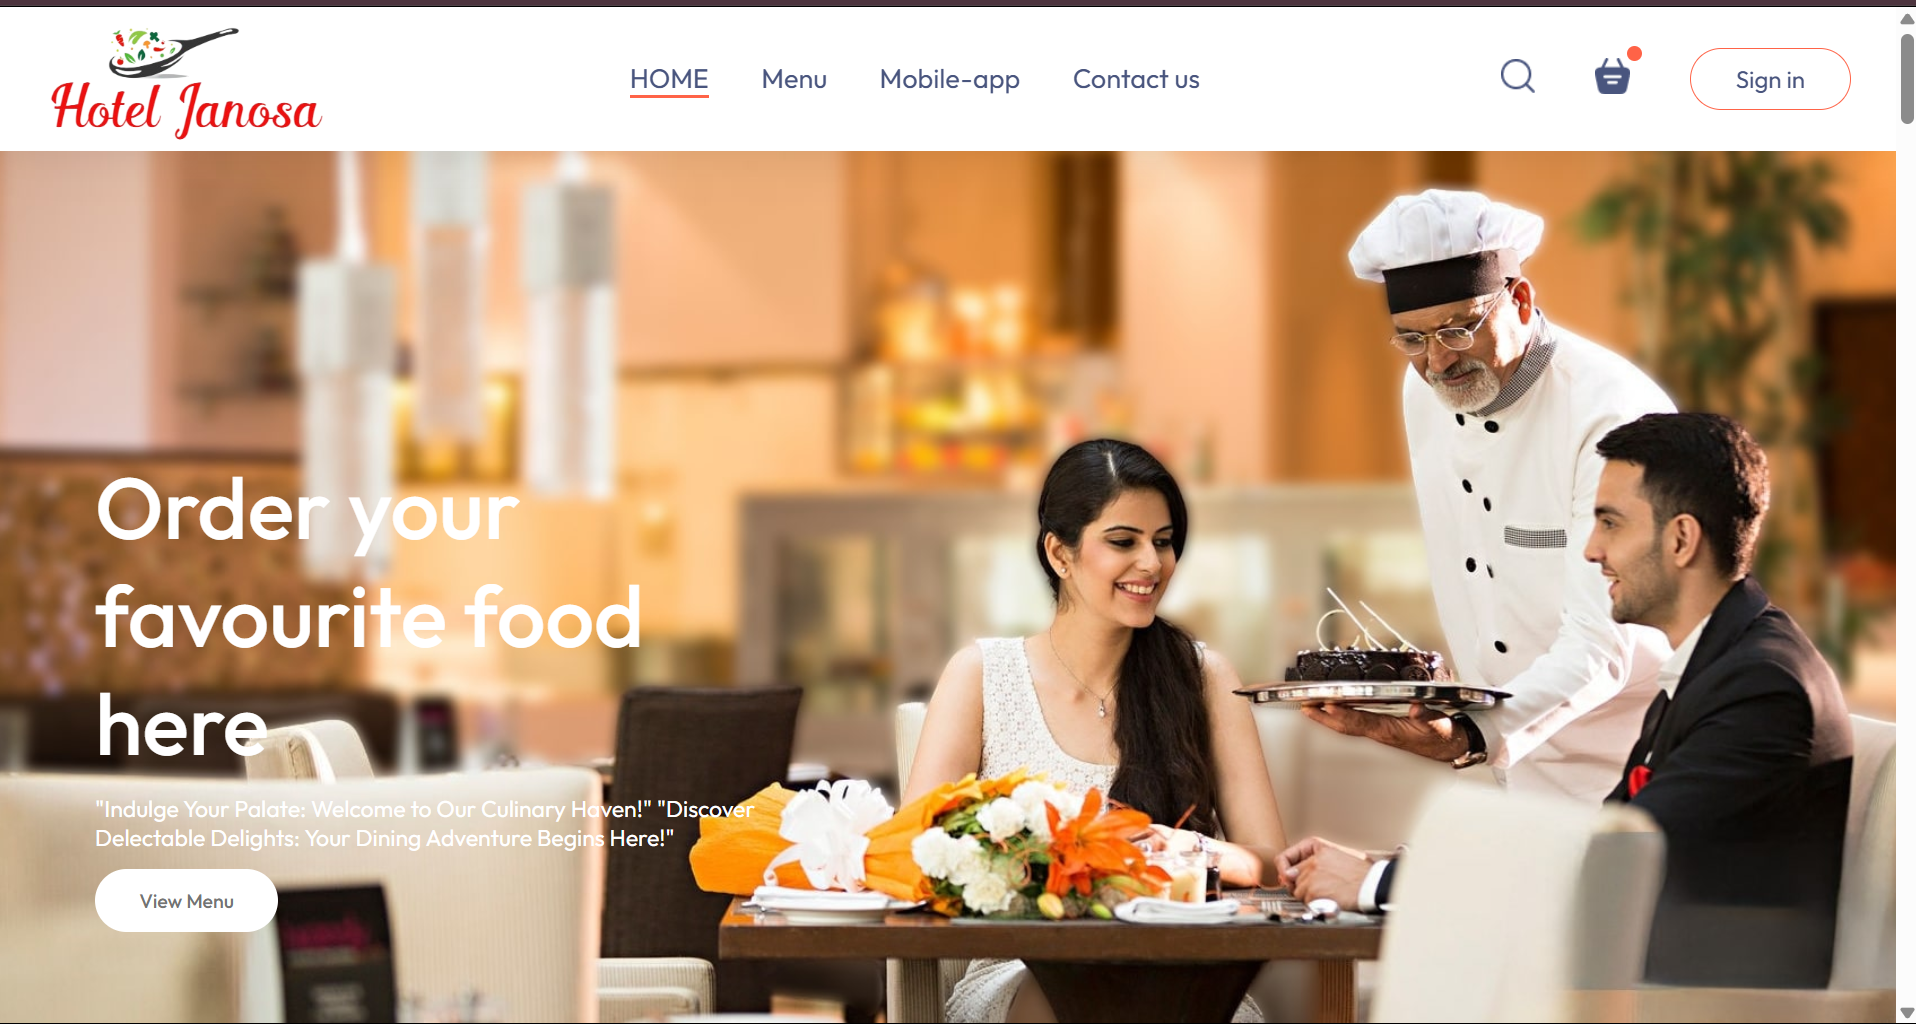 Hotel Janosa
HOME
Menu
Mobile-app
Contact us
Sign in
Order your
favourite food
here
"Indulge Your Palate: Welcome to Our Culinary Haven!" "Discover
Delectable Delights: Your Dining Adventure Begins Here!"
View Menu